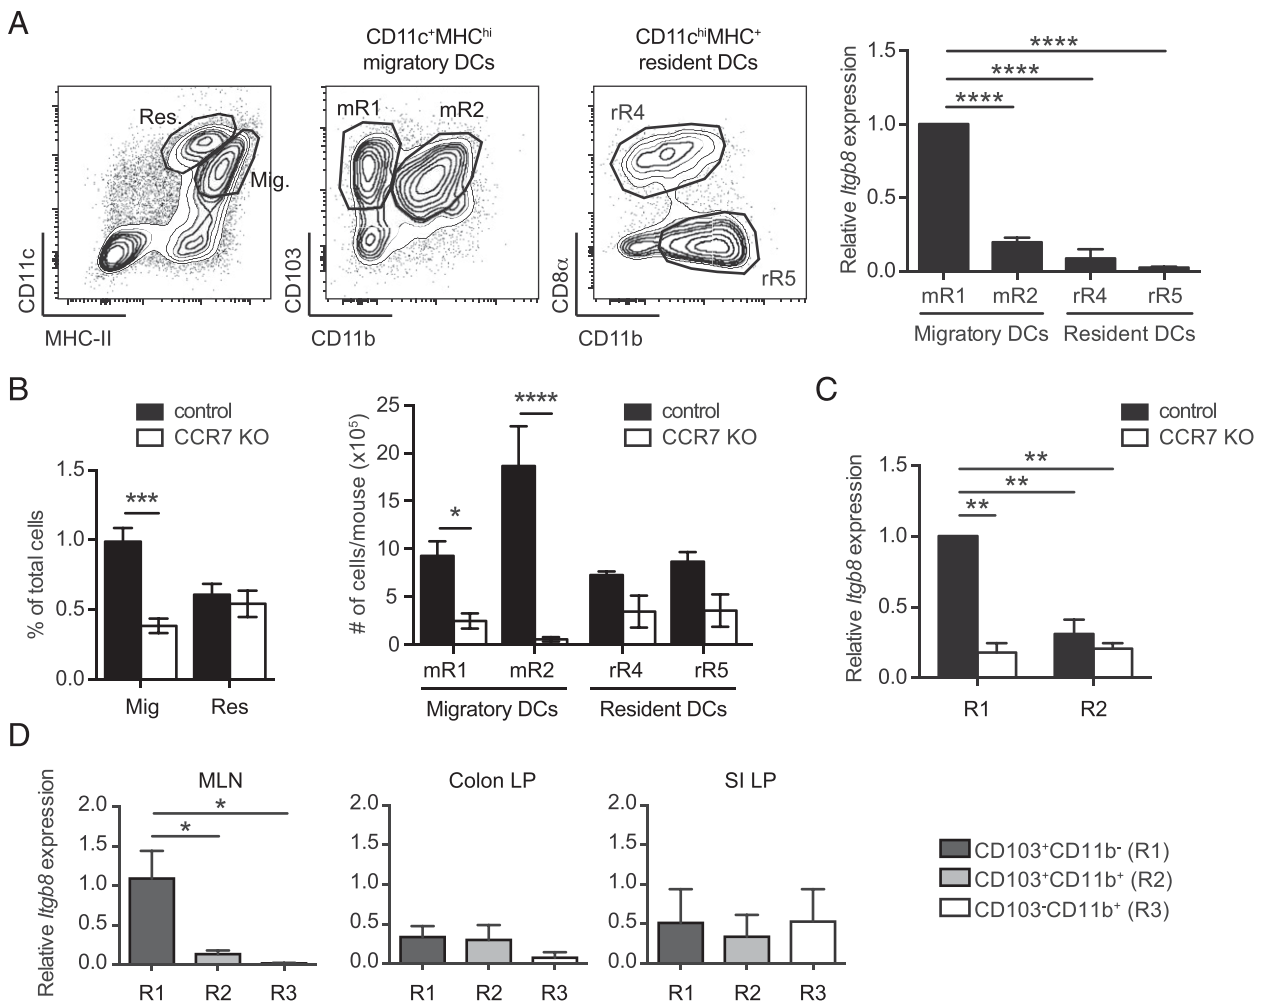 A
CD11c⁺MHCʰⁱ
migratory DCs
CD11cʰⁱMHC⁺
resident DCs
Res.
Mig.
CD11c
MHC-II
mR1
mR2
CD103
CD11b
rR4
rR5
CD8α
CD11b
Relative Itgb8 expression
1.5
1.0
0.5
0.0
****
****
****
mR1 mR2 rR4 rR5
Migratory DCs Resident DCs
B
control
CCR7 KO
% of total cells
1.5
1.0
0.5
0.0
***
Mig Res
control
CCR7 KO
# of cells/mouse (x10⁵)
25
20
15
10
5
0
*
****
mR1 mR2 rR4 rR5
Migratory DCs Resident DCs
C
control
CCR7 KO
Relative Itgb8 expression
1.5
1.0
0.5
0.0
**
**
**
R1 R2
D
MLN
Relative Itgb8 expression
2.0
1.5
1.0
0.5
0.0
*
*
R1 R2 R3
Colon LP
2.0
1.5
1.0
0.5
0.0
R1 R2 R3
SI LP
2.0
1.5
1.0
0.5
0.0
R1 R2 R3
CD103⁺CD11b⁻ (R1)
CD103⁺CD11b⁺ (R2)
CD103⁻CD11b⁺ (R3)